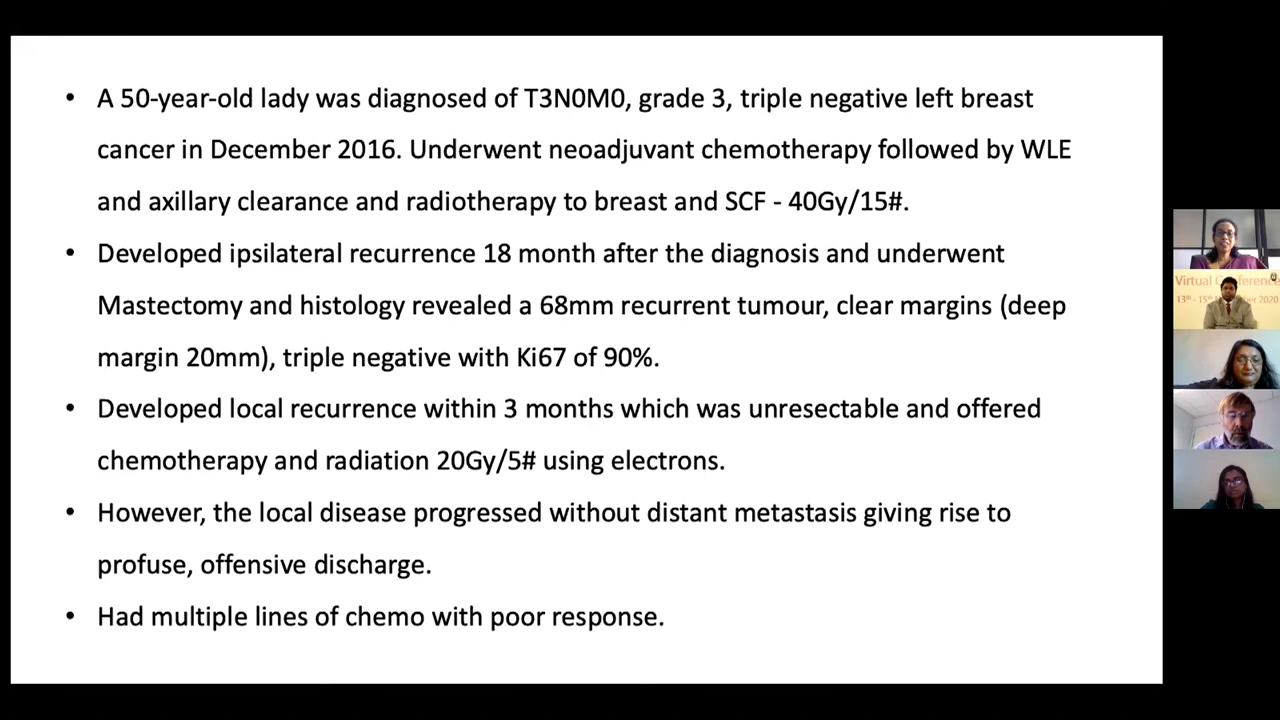 • A 50-year-old lady was diagnosed of T3N0M0, grade 3, triple negative left breast
cancer in December 2016. Underwent neoadjuvant chemotherapy followed by WLE
and axillary clearance and radiotherapy to breast and SCF - 40Gy/15#.
• Developed ipsilateral recurrence 18 month after the diagnosis and underwent
Mastectomy and histology revealed a 68mm recurrent tumour, clear margins (deep
margin 20mm), triple negative with Ki67 of 90%.
• Developed local recurrence within 3 months which was unresectable and offered
chemotherapy and radiation 20Gy/5# using electrons.
• However, the local disease progressed without distant metastasis giving rise to
profuse, offensive discharge.
• Had multiple lines of chemo with poor response.
Virtual
13th - 15th 2020